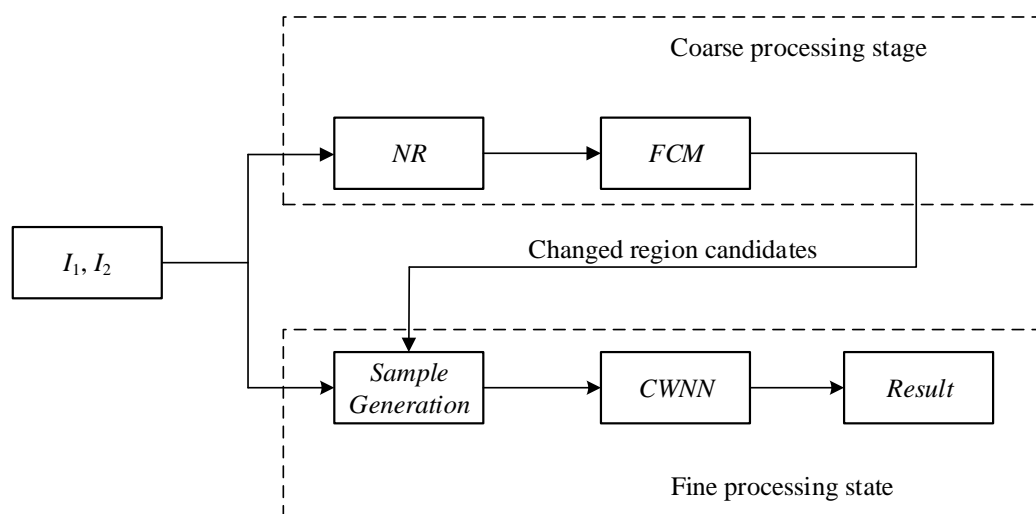 Coarse processing stage
NR
FCM
I₁, I₂
Changed region candidates
Sample
Generation
CWNN
Result
Fine processing state